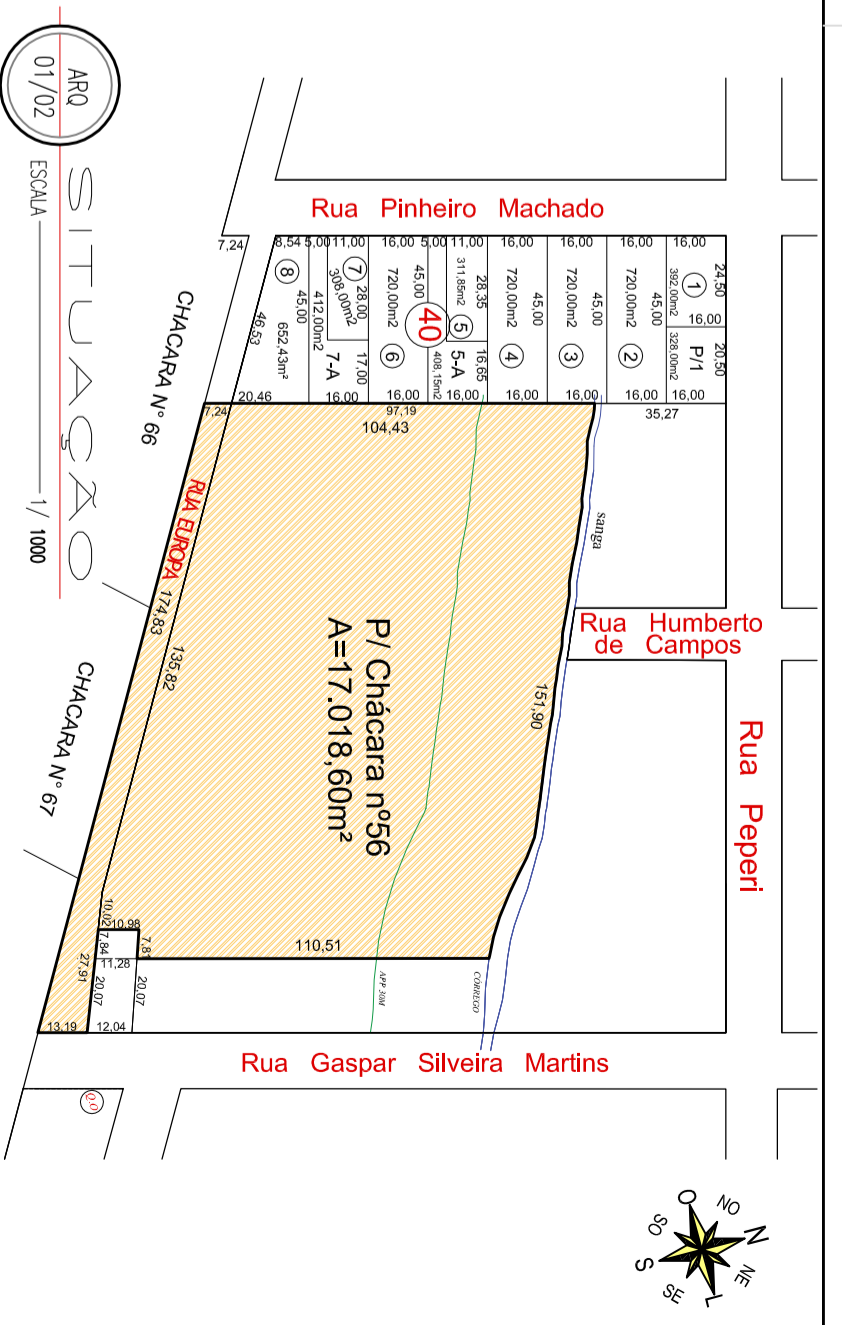 ARQ
01/02
SITUAÇÃO
ESCALA
1/ 1000
Rua Pinheiro Machado
7,24
8,54
5,00
11,00
16,00
5,00
11,00
16,00
16,00
16,00
16,00
24,50
1
392,00m2
16,00
20,50
P/1
328,00m2
16,00
45,00
2
720,00m2
16,00
45,00
3
720,00m2
16,00
45,00
4
720,00m2
16,00
28,35
5
311,85m2
16,65
5-A
408,15m2
16,00
40
45,00
6
720,00m2
16,00
28,00
7
308,00m2
17,00
7-A
412,00m2
16,00
45,00
8
652,43m²
20,46
46,53
CHACARA Nº 66
7,24
97,19
104,43
35,27
sanga
Rua Humberto
de Campos
Rua Peperi
RUA EUROPA
174,83
135,82
151,90
P/ Chácara nº56
A=17.018,60m²
CHACARA Nº 67
10,02
10,98
7,84
7,81
11,28
20,07
20,07
27,91
13,19
12,04
110,51
APP 30M
CÓRREGO
Rua Gaspar Silveira Martins
Q.O
N
NE
L
SE
S
SO
O
NO